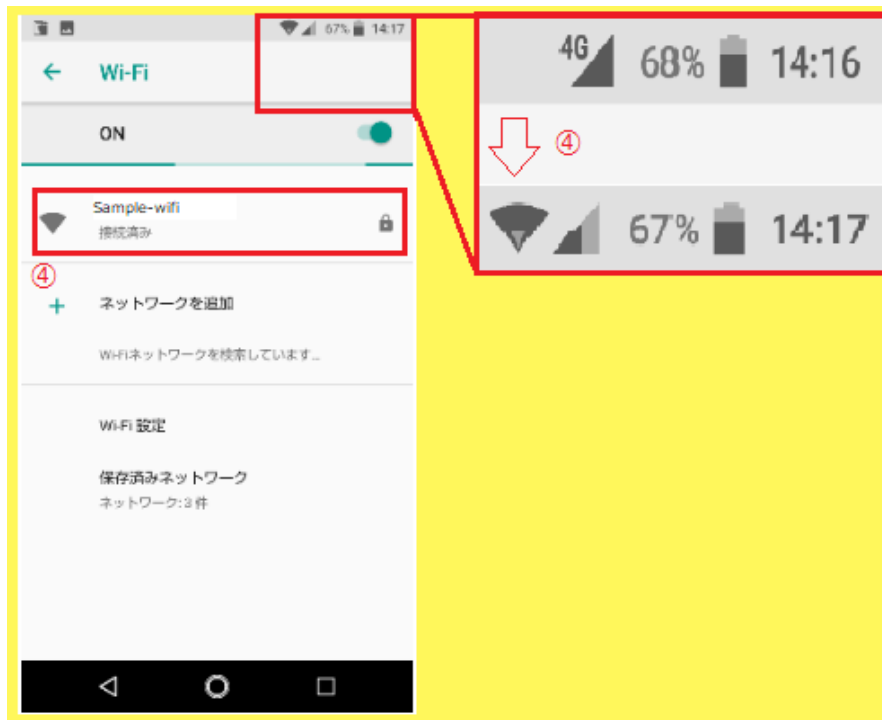 67% 14:17
Wi-Fi
ON
Sample-wifi
接続済み
④
ネットワークを追加
Wi-Fiネットワークを検索しています…
Wi-Fi 設定
保存済みネットワーク
ネットワーク:3 件
4G 68% 14:16
④
67% 14:17